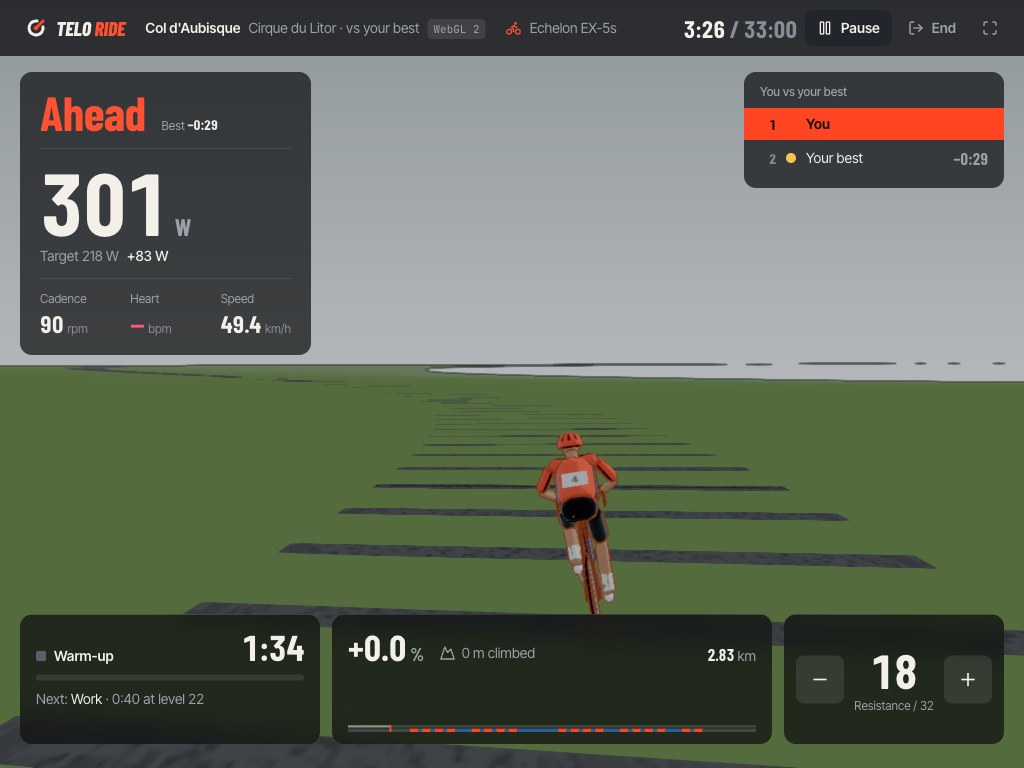 TELO RIDE Col d'Aubisque Cirque du Litor · vs your best WebGL 2 Echelon EX-5s 3:26 / 33:00 Pause End
Ahead Best −0:29
301 W
Target 218 W +83 W
Cadence Heart Speed
90 rpm – bpm 49.4 km/h
You vs your best
1 You
2 Your best −0:29
4
Warm-up 1:34
Next: Work · 0:40 at level 22
+0.0 % 0 m climbed 2.83 km
− 18 +
Resistance / 32